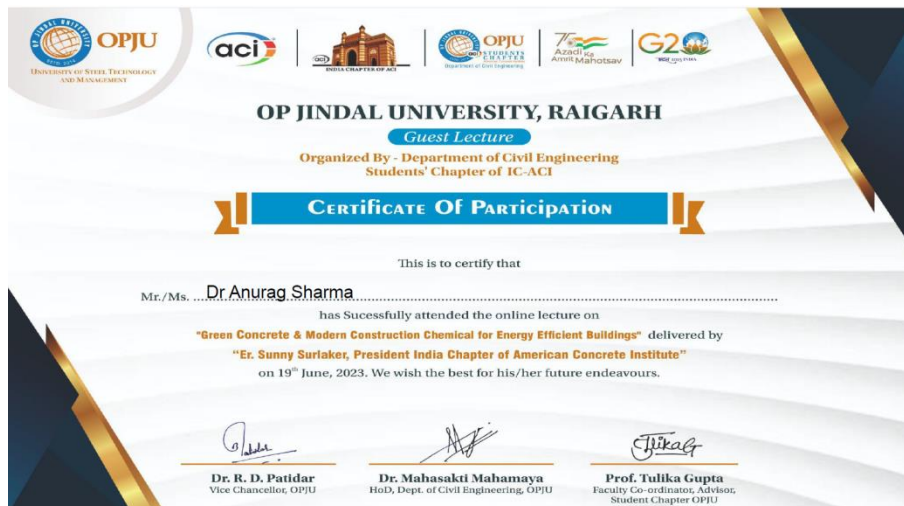 OP JINDAL UNIVERSITY
OPJU
UNIVERSITY OF STEEL TECHNOLOGY
AND MANAGEMENT
aci
aci
INDIA CHAPTER OF ACI
OPJU
aci STUDENTS
CHAPTER
Department of Civil Engineering
75
Azadi Ka
Amrit Mahotsav
G20
OP JINDAL UNIVERSITY, RAIGARH
Guest Lecture
Organized By - Department of Civil Engineering
Students' Chapter of IC-ACI
CERTIFICATE OF PARTICIPATION
This is to certify that
Mr./Ms. Dr Anurag Sharma
has Sucessfully attended the online lecture on
"Green Concrete & Modern Construction Chemical for Energy Efficient Buildings" delivered by
"Er. Sunny Surlaker, President India Chapter of American Concrete Institute"
on 19th June, 2023. We wish the best for his/her future endeavours.
Dr. R. D. Patidar
Vice Chancellor, OPJU
Dr. Mahasakti Mahamaya
HoD, Dept. of Civil Engineering, OPJU
Prof. Tulika Gupta
Faculty Co-ordinator, Advisor,
Student Chapter OPJU